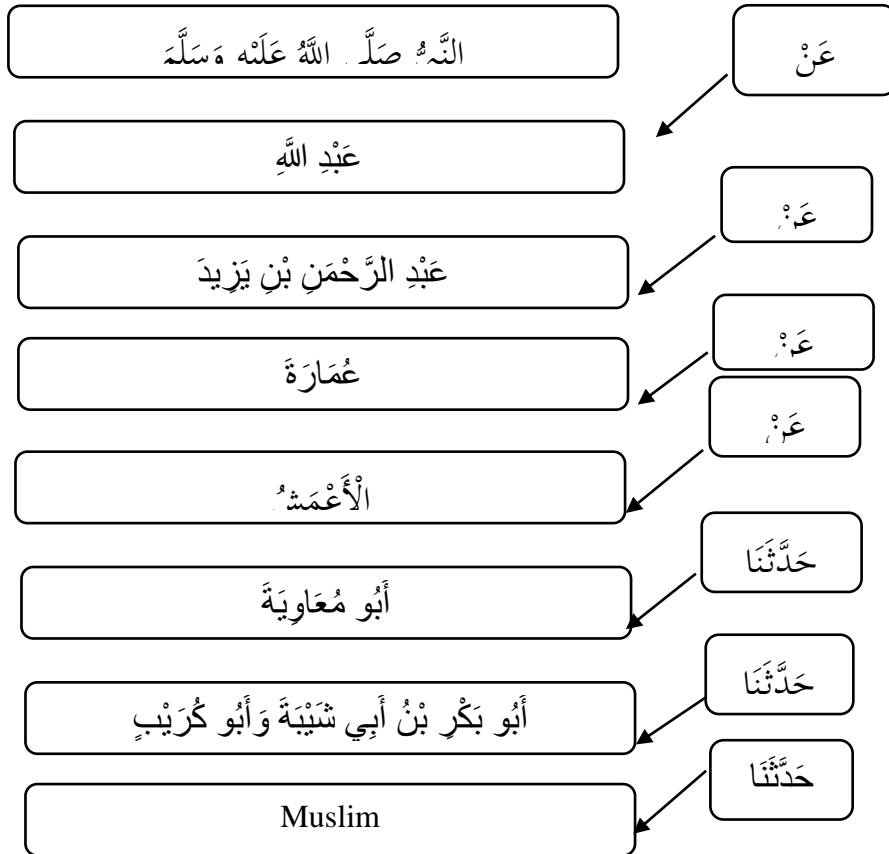 النَّبِيُّ صَلَّى اللَّهُ عَلَيْهِ وَسَلَّمَ
عَنْ
عَبْدِ اللَّهِ
عَنْ
عَبْدِ الرَّحْمَنِ بْنِ يَزِيدَ
عَنْ
عُمَارَةَ
عَنْ
الْأَعْمَشُ
حَدَّثَنَا
أَبُو مُعَاوِيَةَ
حَدَّثَنَا
أَبُو بَكْرِ بْنُ أَبِي شَيْبَةَ وَأَبُو كُرَيْبٍ
حَدَّثَنَا
Muslim